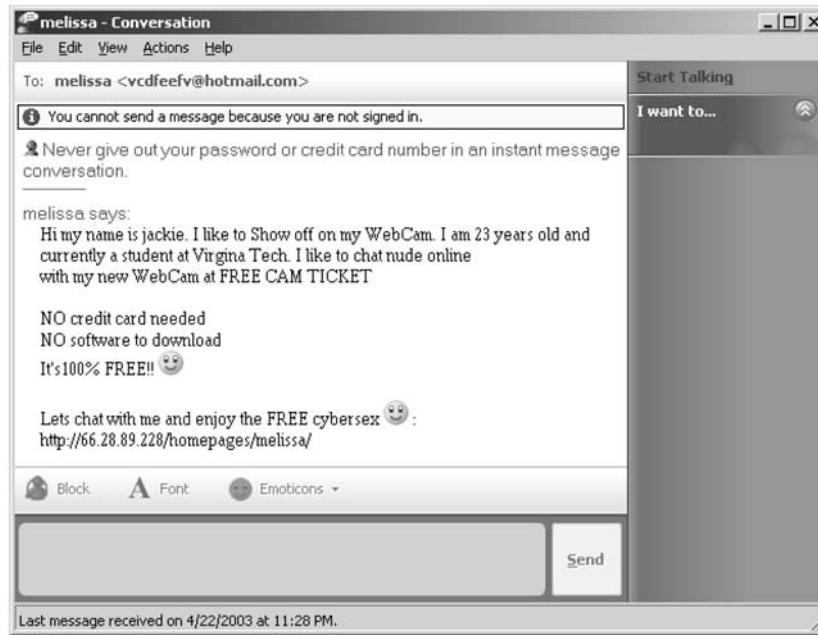 melissa - Conversation
File Edit View Actions Help
To: melissa <vcdfeefv@hotmail.com>
Start Talking
You cannot send a message because you are not signed in.
I want to...
Never give out your password or credit card number in an instant message
conversation.
melissa says:
Hi my name is jackie. I like to Show off on my WebCam. I am 23 years old and
currently a student at Virgina Tech. I like to chat nude online
with my new WebCam at FREE CAM TICKET
NO credit card needed
NO software to download
It's100% FREE!!
Lets chat with me and enjoy the FREE cybersex :
http://66.28.89.228/homepages/melissa/
Block A Font Emoticons
Send
Last message received on 4/22/2003 at 11:28 PM.